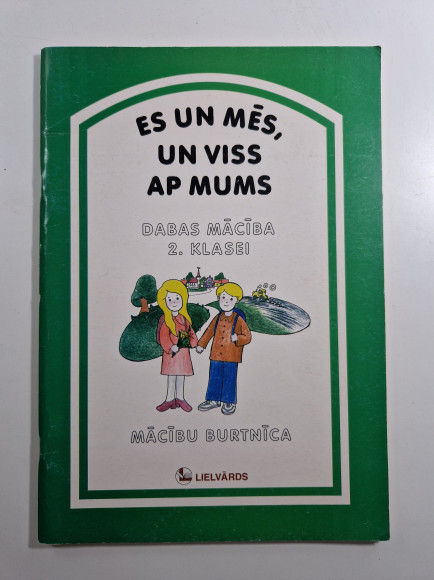 ES UN MĒS,
UN VISS
AP MUMS
DABAS MĀCĪBA
2. KLASEI
MĀCĪBU BURTNĪCA
LIELVĀRDS